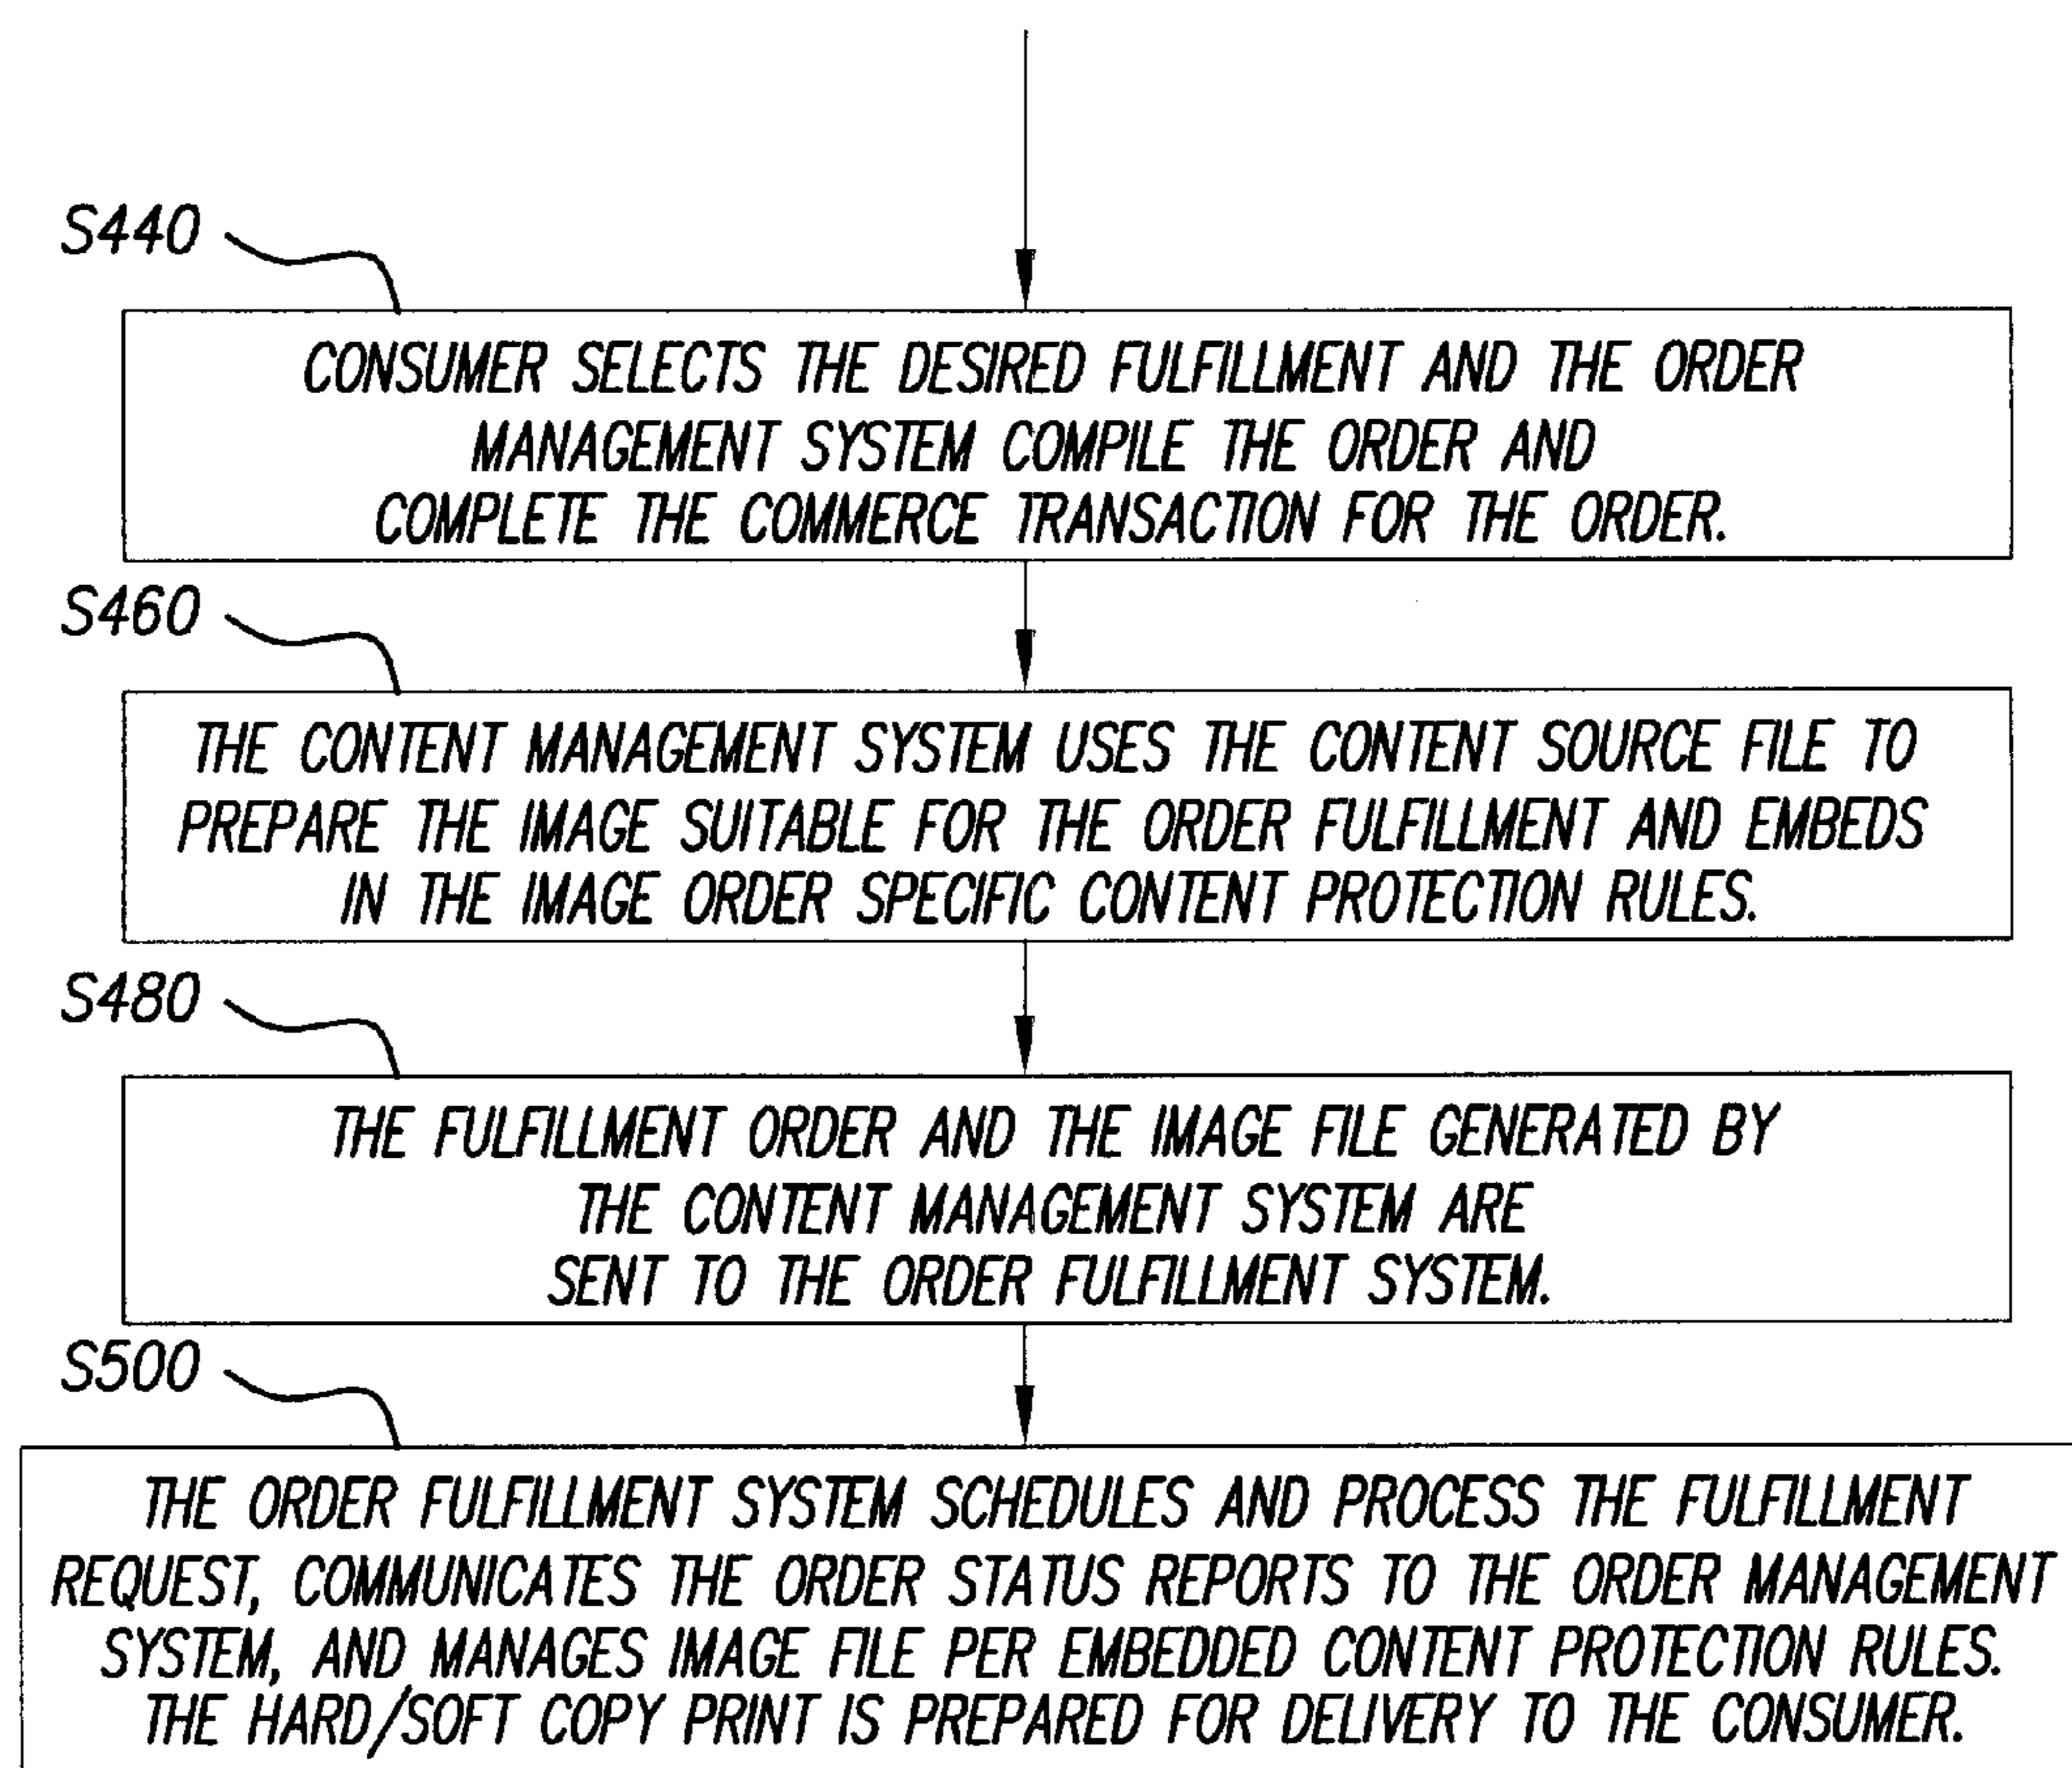 S440
CONSUMER SELECTS THE DESIRED FULFILLMENT AND THE ORDER
MANAGEMENT SYSTEM COMPILE THE ORDER AND
COMPLETE THE COMMERCE TRANSACTION FOR THE ORDER.
S460
THE CONTENT MANAGEMENT SYSTEM USES THE CONTENT SOURCE FILE TO
PREPARE THE IMAGE SUITABLE FOR THE ORDER FULFILLMENT AND EMBEDS
IN THE IMAGE ORDER SPECIFIC CONTENT PROTECTION RULES.
S480
THE FULFILLMENT ORDER AND THE IMAGE FILE GENERATED BY
THE CONTENT MANAGEMENT SYSTEM ARE
SENT TO THE ORDER FULFILLMENT SYSTEM.
S500
THE ORDER FULFILLMENT SYSTEM SCHEDULES AND PROCESS THE FULFILLMENT
REQUEST, COMMUNICATES THE ORDER STATUS REPORTS TO THE ORDER MANAGEMENT
SYSTEM, AND MANAGES IMAGE FILE PER EMBEDDED CONTENT PROTECTION RULES.
THE HARD/SOFT COPY PRINT IS PREPARED FOR DELIVERY TO THE CONSUMER.